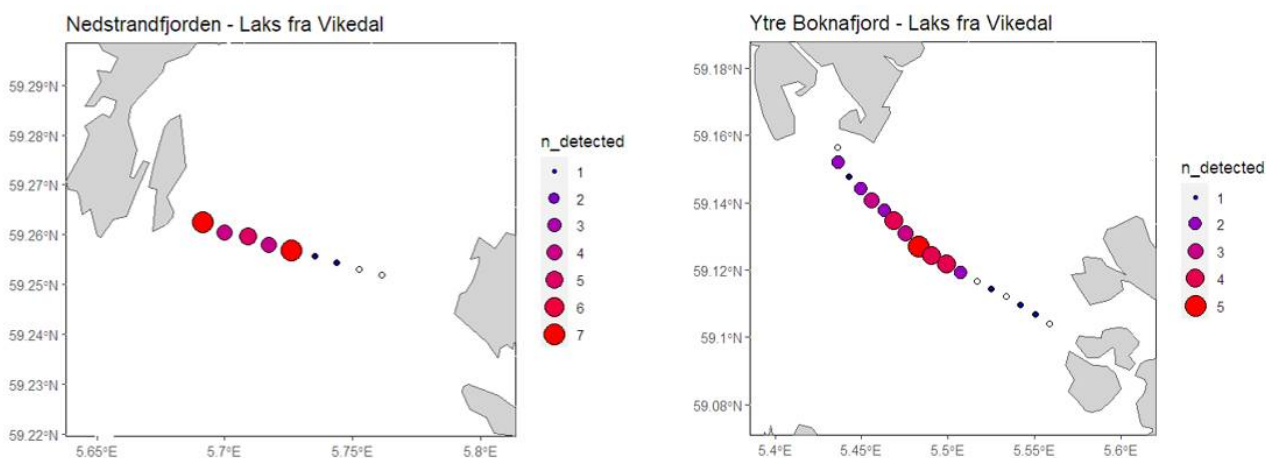 Nedstrandfjorden - Laks fra Vikedal
59.29°N
59.28°N
59.27°N
59.26°N
59.25°N
59.24°N
59.23°N
59.22°N
5.65°E
5.7°E
5.75°E
5.8°E
n_detected
1
2
3
4
5
6
7
Ytre Boknafjord - Laks fra Vikedal
59.18°N
59.16°N
59.14°N
59.12°N
59.1°N
59.08°N
5.4°E
5.45°E
5.5°E
5.55°E
5.6°E
n_detected
1
2
3
4
5